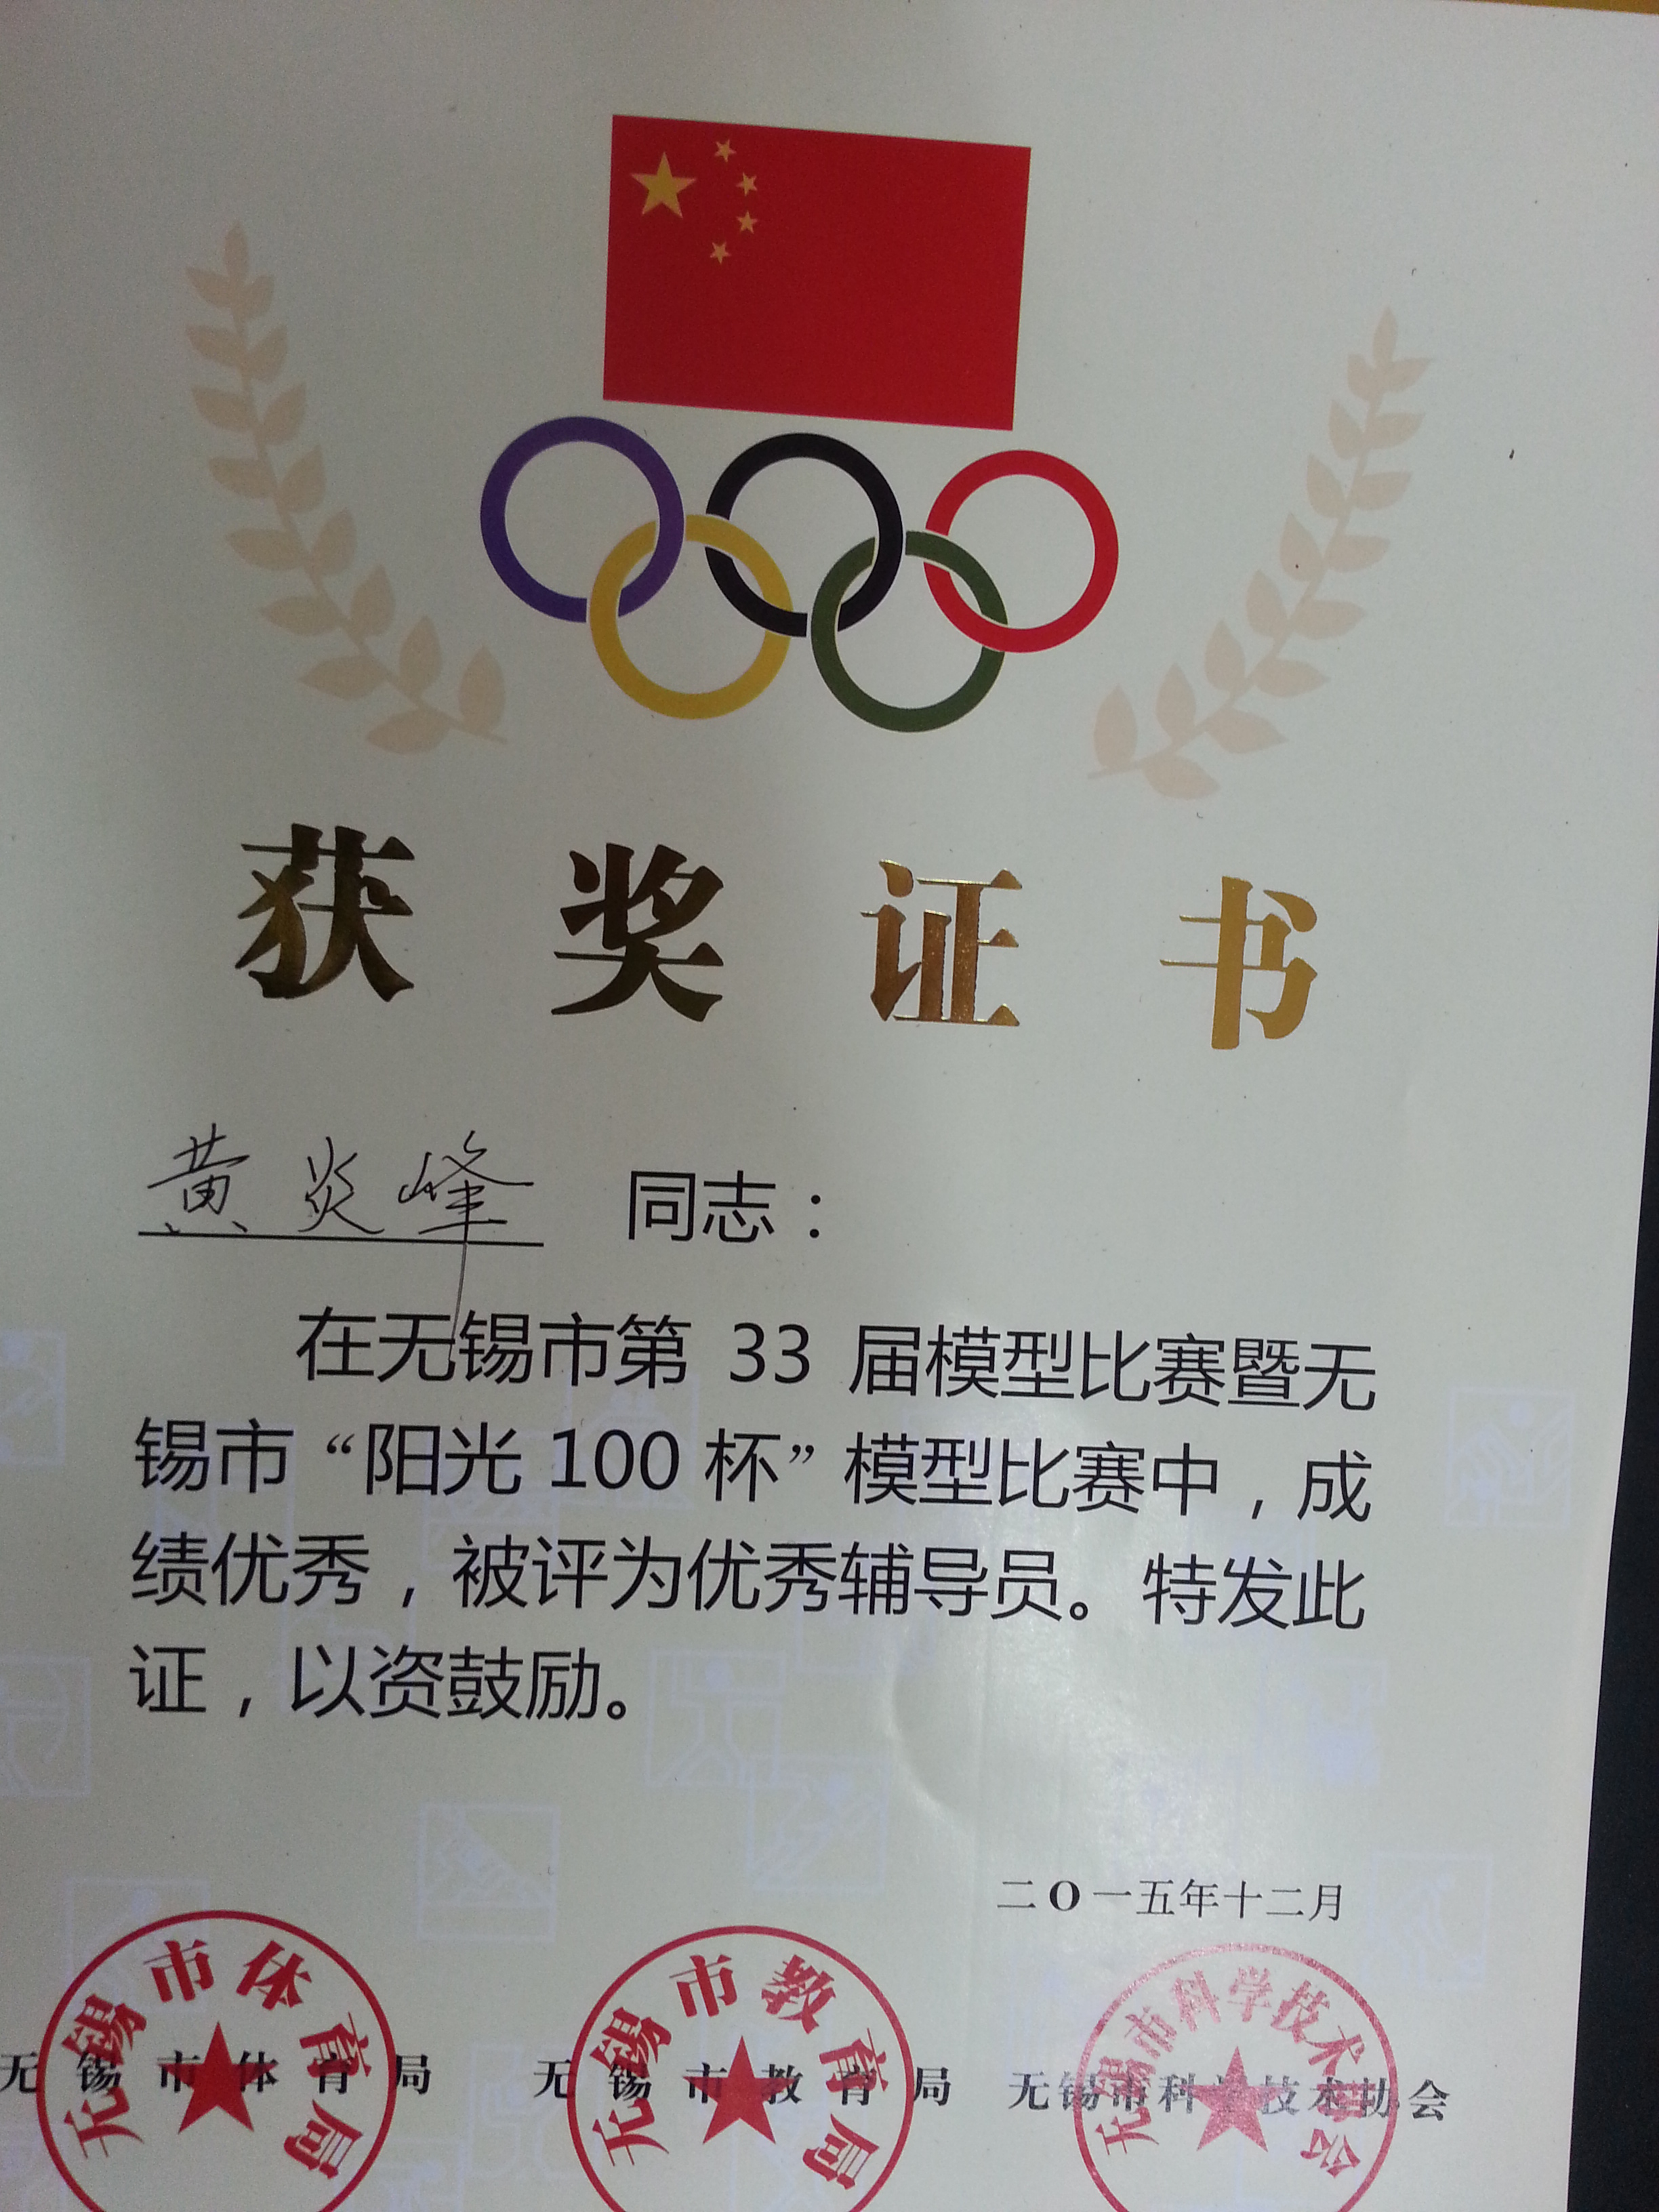 获奖证书
黄炎峰 同志：
在无锡市第 33 届模型比赛暨无
锡市“阳光 100 杯”模型比赛中，成
绩优秀，被评为优秀辅导员。特发此
证，以资鼓励。
二O一五年十二月
无锡市体育局 无锡市教育局 无锡市科学技术协会
无锡市体育局
无锡市教育局
无锡市科学技术协会